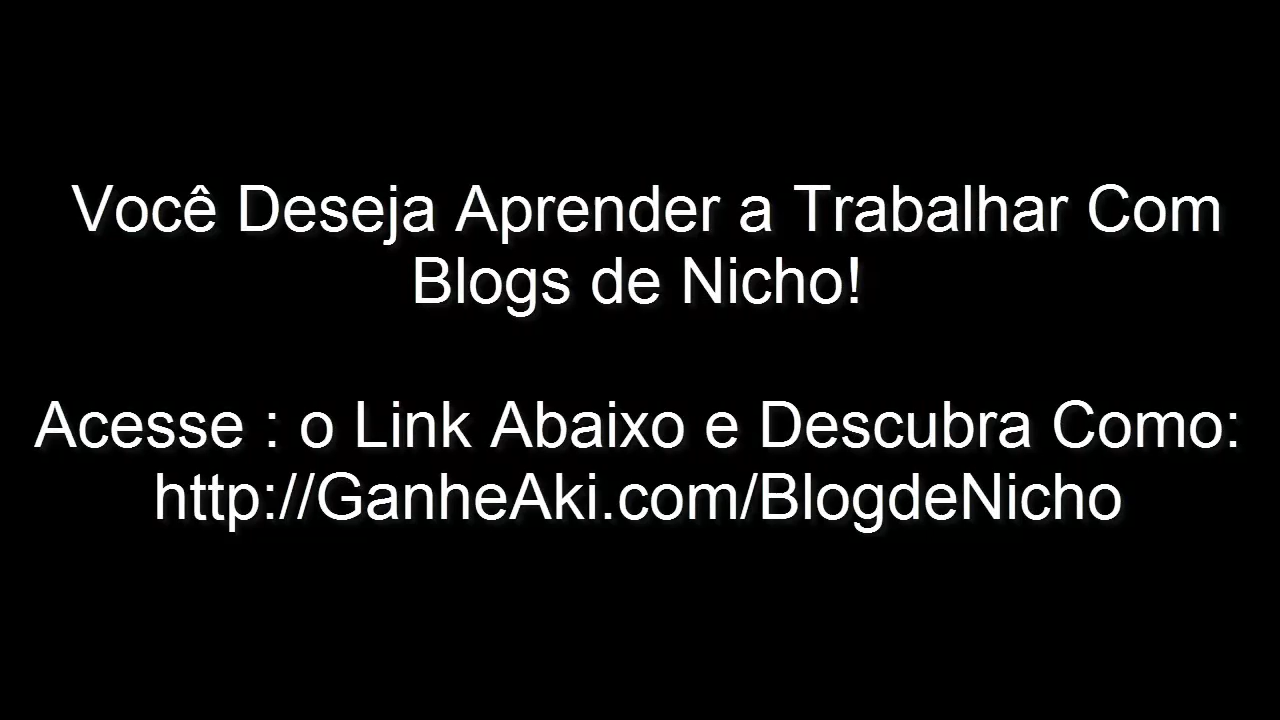 Você Deseja Aprender a Trabalhar Com
Blogs de Nicho!
Acesse : o Link Abaixo e Descubra Como:
http://GanheAki.com/BlogdeNicho